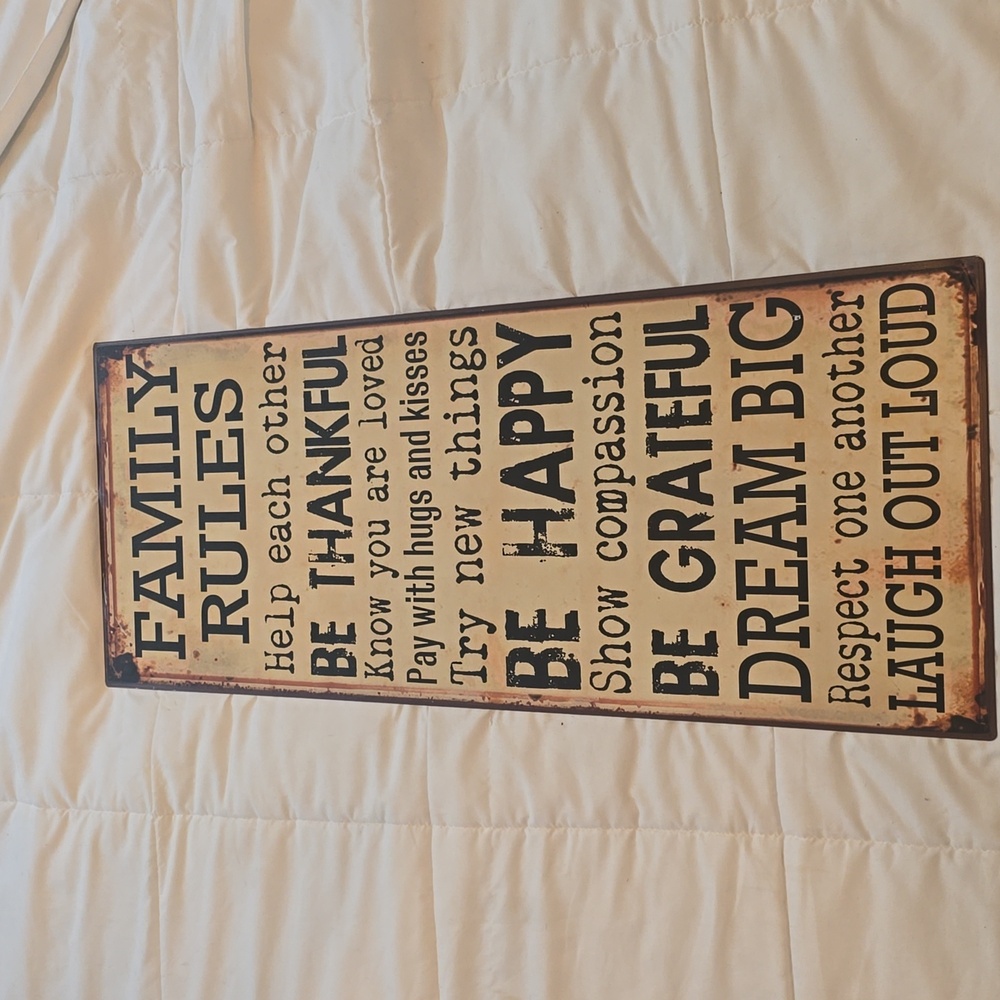 FAMILY
RULES
Help each other
BE THANKFUL
Know you are loved
Pay with hugs and kisses
Try new things
BE HAPPY
Show compassion
BE GRATEFUL
DREAM BIG
Respect one another
LAUGH OUT LOUD